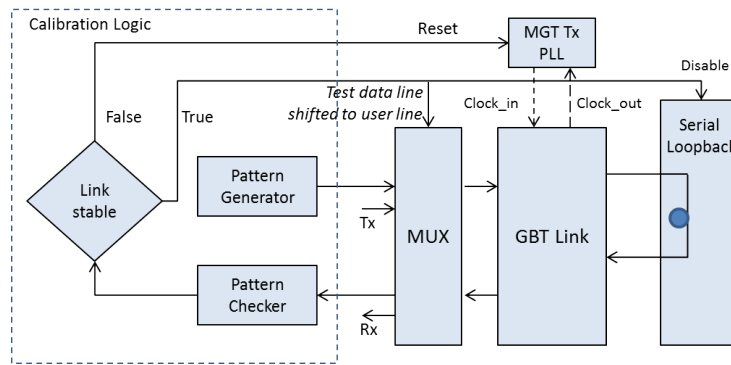 Calibration Logic
Reset
MGT Tx
PLL
Disable
Test data line
shifted to user line
Clock_in
Clock_out
False
True
Serial
Loopback
Link
stable
Pattern
Generator
Tx
MUX
GBT Link
Pattern
Checker
Rx